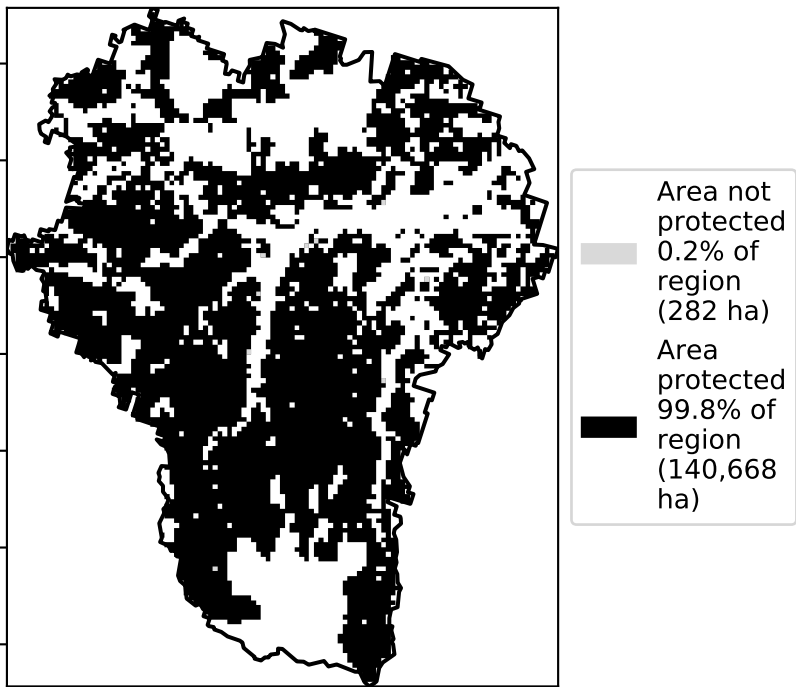 Area not
protected
0.2% of
region
(282 ha)
Area
protected
99.8% of
region
(140,668
ha)